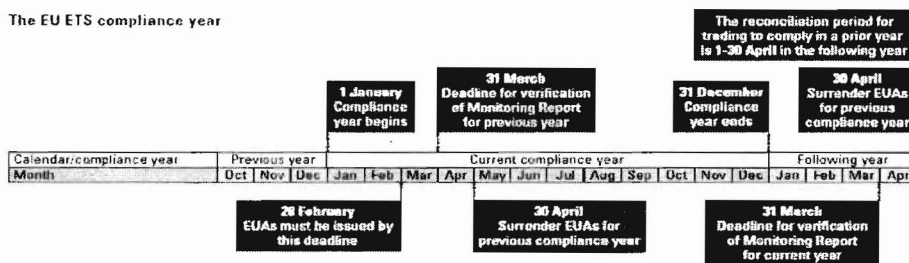 The EU ETS compliance year
The reconciliation period for
trading to comply in a prior year
is 1-30 April in the following year
1 January
Compliance
year begins
31 March
Deadline for verification
of Monitoring Report
for previous year
31 December
Compliance
year ends
30 April
Surrender EUAs
for previous
compliance year
Calendar/compliance year Previous year Current compliance year Following year
Month Oct Nov Dec Jan Feb Mar Apr May Jun Jul Aug Sep Oct Nov Dec Jan Feb Mar Apr
28 February
EUAs must be issued by
this deadline
30 April
Surrender EUAs for
previous compliance year
31 March
Deadline for verification
of Monitoring Report
for current year